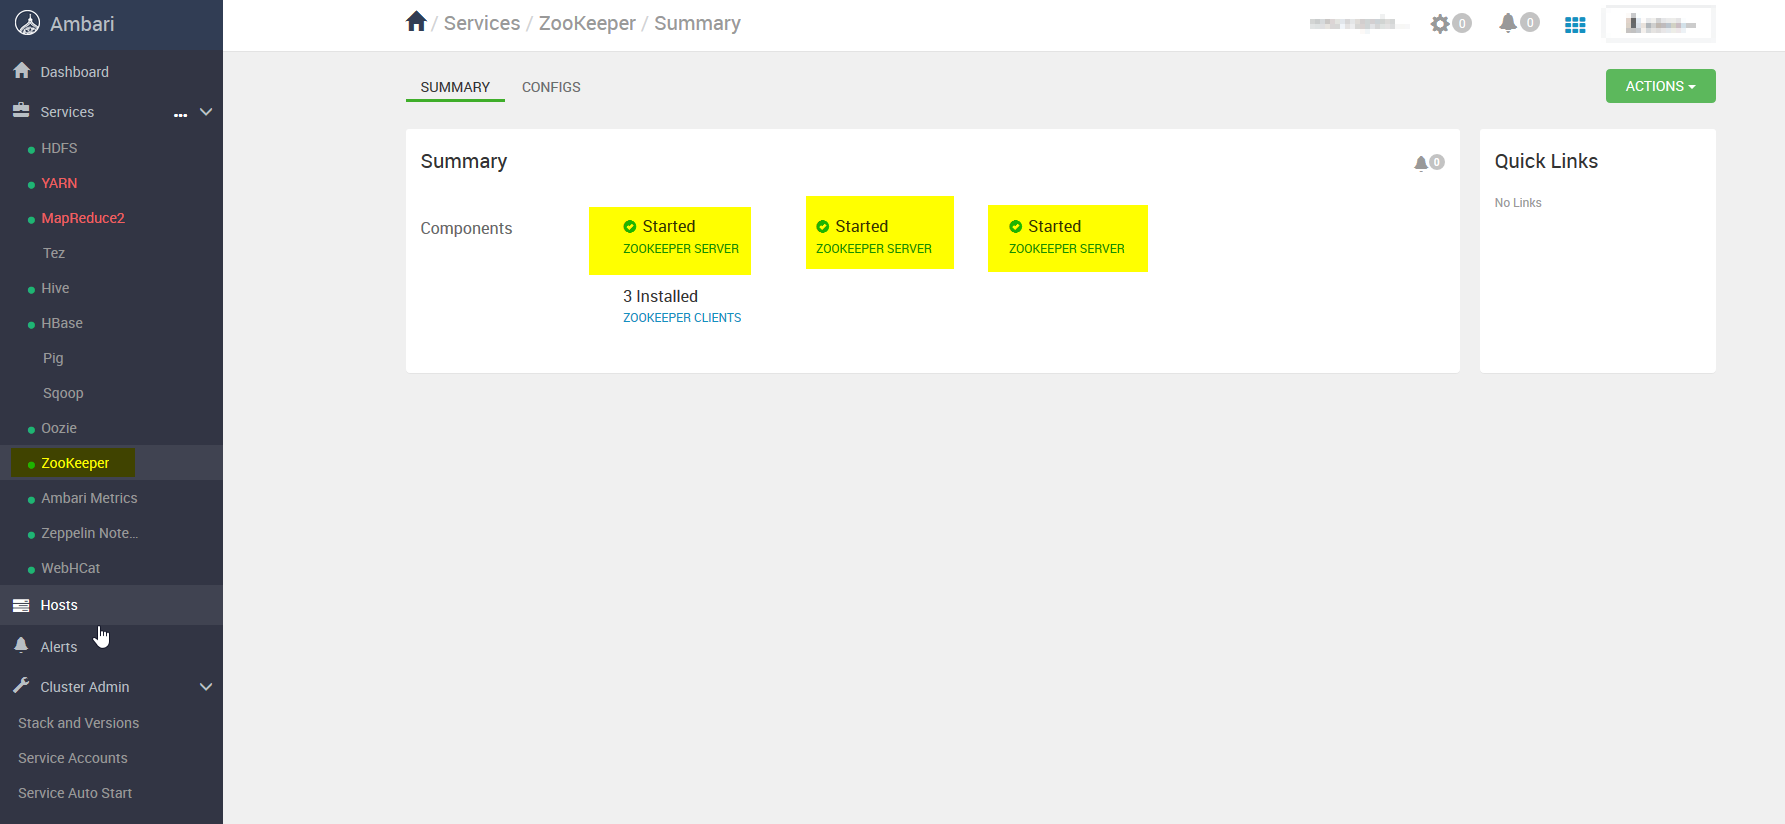 Ambari
Dashboard
Services ...
HDFS
YARN
MapReduce2
Tez
Hive
HBase
Pig
Sqoop
Oozie
ZooKeeper
Ambari Metrics
Zeppelin Note...
WebHCat
Hosts
Alerts
Cluster Admin
Stack and Versions
Service Accounts
Service Auto Start
/ Services / ZooKeeper / Summary
0
0
SUMMARY CONFIGS
ACTIONS
Summary
0
Components
Started
ZOOKEEPER SERVER
Started
ZOOKEEPER SERVER
Started
ZOOKEEPER SERVER
3 Installed
ZOOKEEPER CLIENTS
Quick Links
No Links